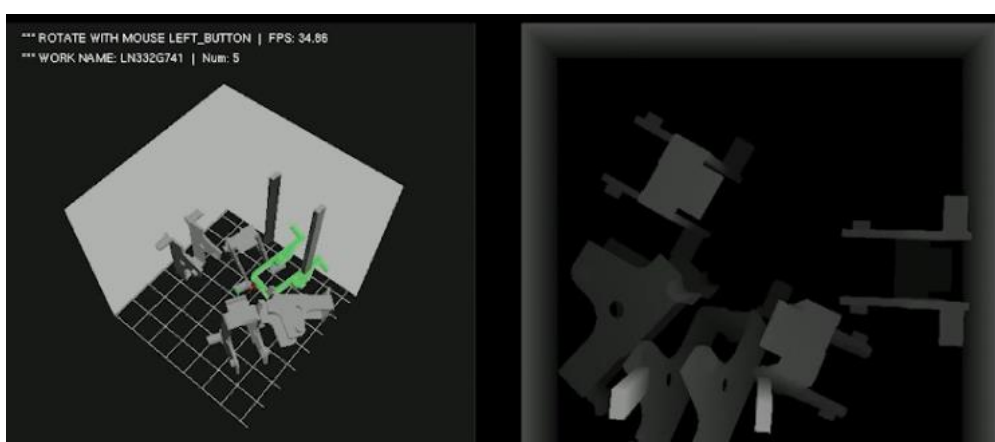 *** ROTATE WITH MOUSE LEFT_BUTTON | FPS: 34.86
*** WORK NAME: LN332G741 | Num: 5